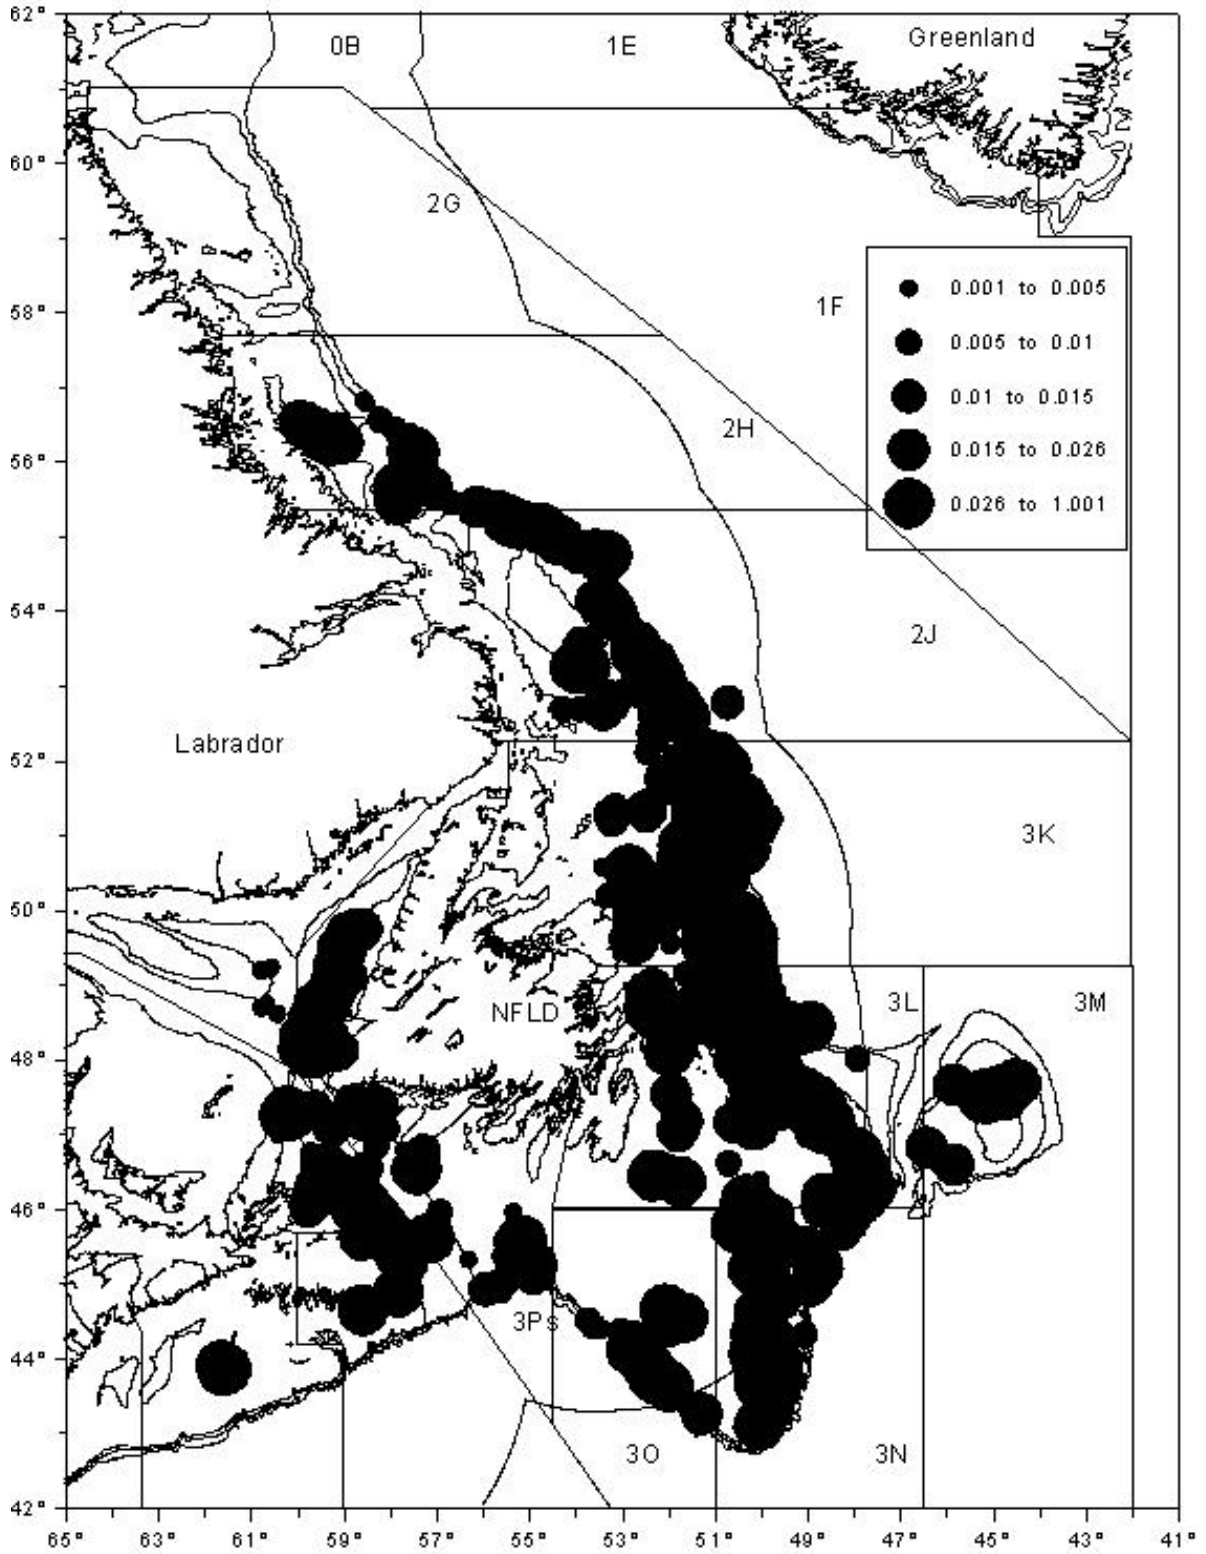 62°
0B
1E
Greenland
60°
2G
58°
1F
0.001 to 0.005
0.005 to 0.01
0.01 to 0.015
0.015 to 0.026
0.026 to 1.001
2H
56°
54°
2J
Labrador
52°
3K
50°
NFLD
3L
3M
48°
46°
3Ps
44°
3O
3N
42°
65° 63° 61° 59° 57° 55° 53° 51° 49° 47° 45° 43° 41°